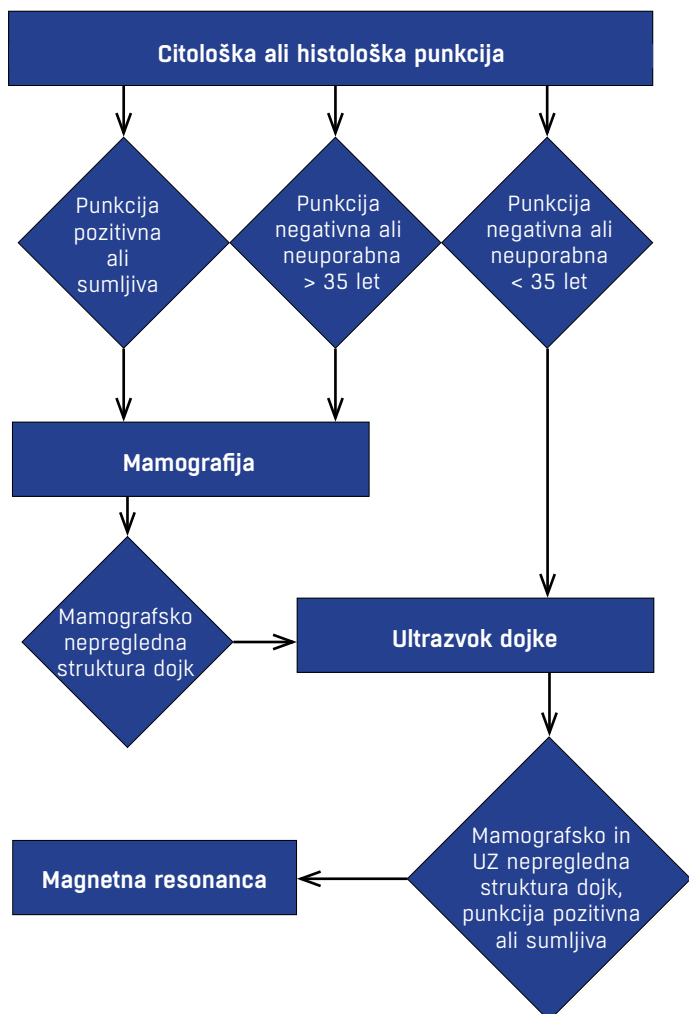 Citološka ali histološka punkcija
Punkcija
pozitivna
ali
sumljiva
Punkcija
negativna ali
neuporabna
> 35 let
Punkcija
negativna ali
neuporabna
< 35 let
Mamografija
Mamografsko
nepregledna
struktura dojk
Ultrazvok dojke
Mamografsko in
UZ nepregledna
struktura dojk,
punkcija pozitivna
ali sumljiva
Magnetna resonanca